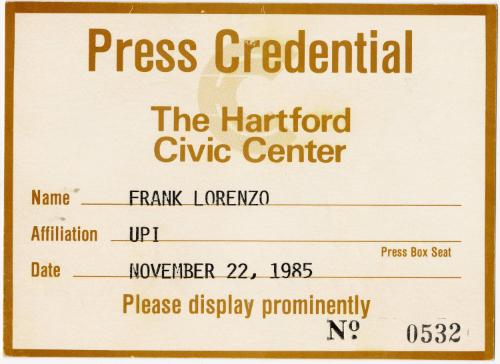 Press Credential
The Hartford
Civic Center
Name FRANK LORENZO
Affiliation UPI
Press Box Seat
Date NOVEMBER 22, 1985
Please display prominently
Nº 0532